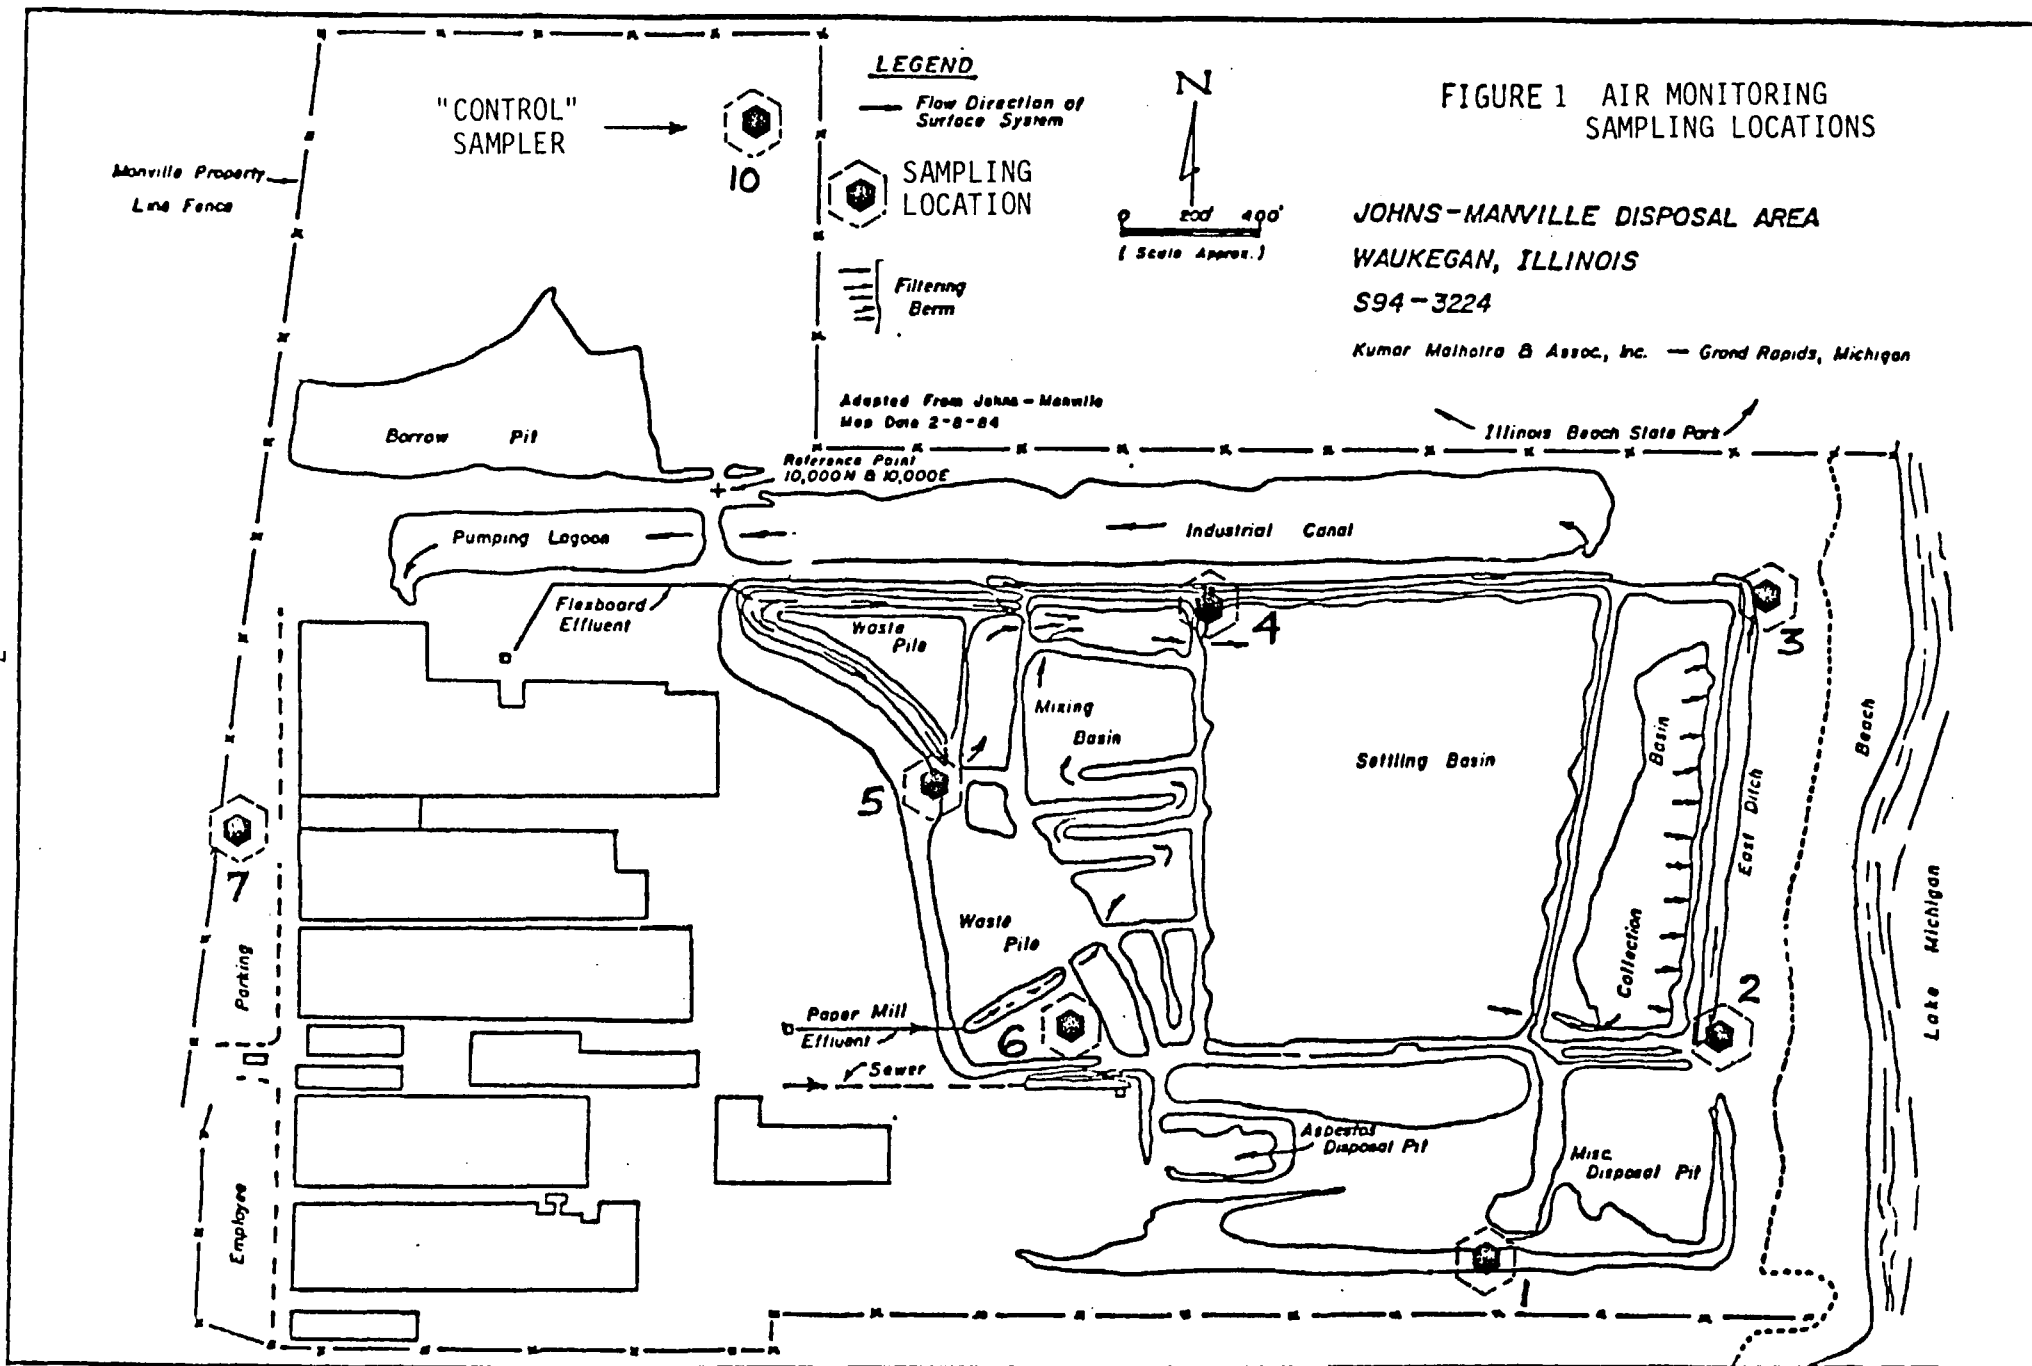 LEGEND
Flow Direction of
Surface System
SAMPLING
LOCATION
Filtering
Berm
N
0 200' 400'
( Scale Approx. )
FIGURE 1 AIR MONITORING
SAMPLING LOCATIONS
JOHNS-MANVILLE DISPOSAL AREA
WAUKEGAN, ILLINOIS
S94-3224
Kumar Malhotra & Assoc., Inc. — Grand Rapids, Michigan
"CONTROL"
SAMPLER
10
Manville Property
Line Fence
Adapted From Johns-Manville
Map Date 2-8-84
Illinois Beach State Park
Borrow Pit
Reference Point
10,000N & 10,000E
Pumping Lagoon
Industrial Canal
Flexboard
Effluent
Waste
Pile
4
3
Mixing
Basin
Settling Basin
Basin
Collection
East Ditch
Beach
Lake Michigan
5
7
Parking
Employee
Waste
Pile
Paper Mill
Effluent
6
2
Sewer
Asbestos
Disposal Pit
Misc.
Disposal Pit
1